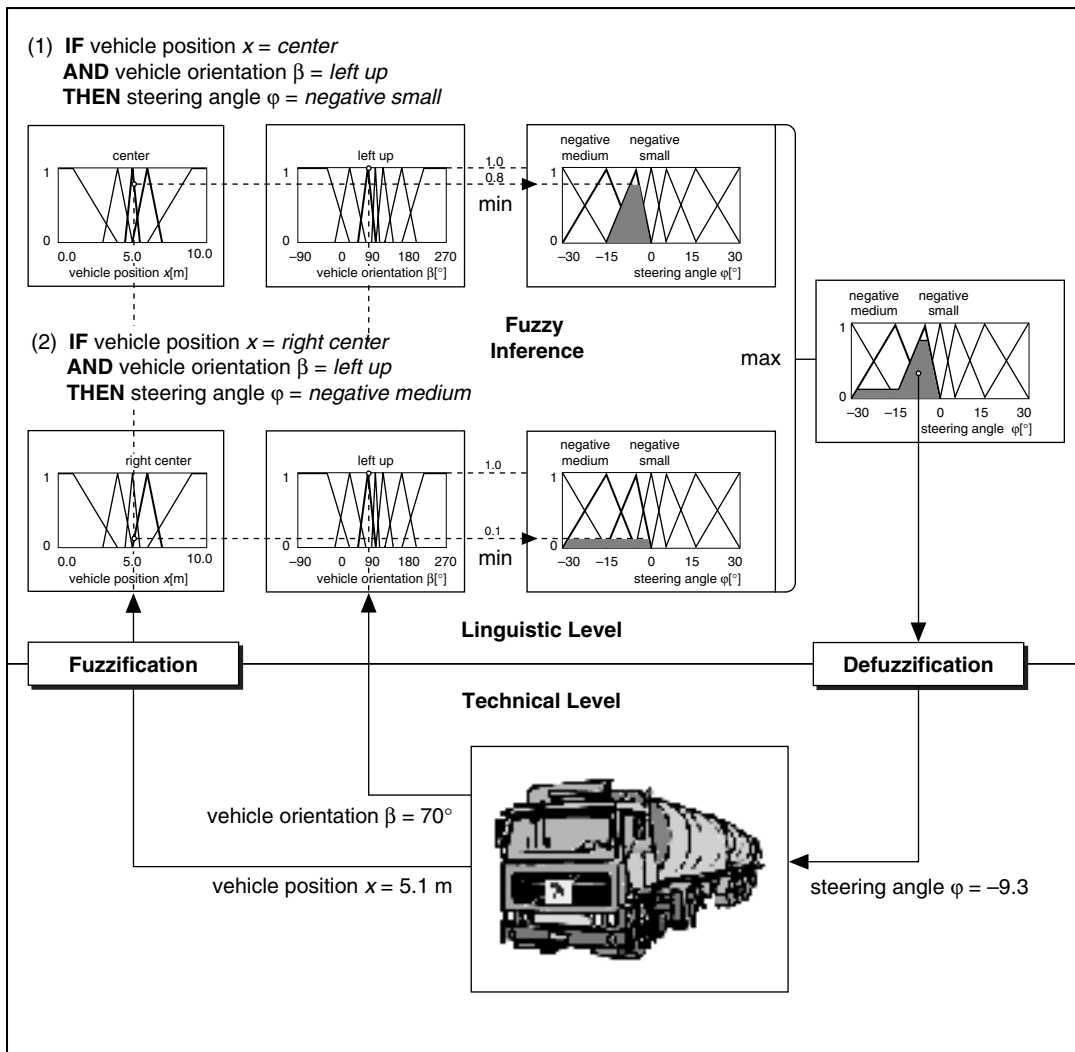 (1) IF vehicle position x = center
AND vehicle orientation β = left up
THEN steering angle φ = negative small
center
1
0
0.0 5.0 10.0
vehicle position x[m]
left up
1
0
−90 0 90 180 270
vehicle orientation β[°]
1.0
0.8
min
negative medium
negative small
1
0
−30 −15 0 15 30
steering angle φ[°]
Fuzzy
Inference
max
negative medium
negative small
1
0
−30 −15 0 15 30
steering angle φ[°]
(2) IF vehicle position x = right center
AND vehicle orientation β = left up
THEN steering angle φ = negative medium
right center
1
0
0.0 5.0 10.0
vehicle position x[m]
left up
1
0
−90 0 90 180 270
vehicle orientation β[°]
1.0
0.1
min
negative medium
negative small
1
0
−30 −15 0 15 30
steering angle φ[°]
Linguistic Level
Fuzzification
Defuzzification
Technical Level
vehicle orientation β = 70°
vehicle position x = 5.1 m
steering angle φ = −9.3